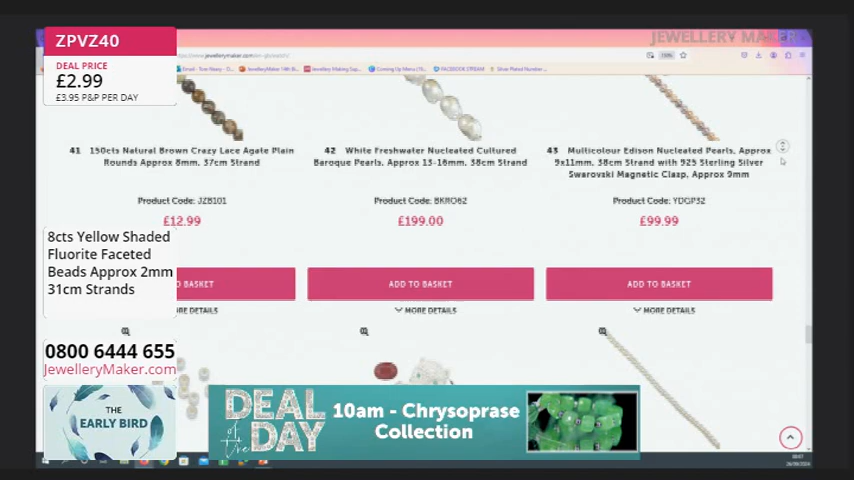 ZPVZ40
DEAL PRICE
£2.99
£3.95 P&P PER DAY
JEWELLERY MAKER
41 150cts Natural Brown Crazy Lace Agate Plain
Rounds Approx 8mm, 37cm Strand
Product Code: JZB101
£12.99
42 White Freshwater Nucleated Cultured
Baroque Pearls, Approx 13-16mm, 38cm Strand
Product Code: BKRO62
£199.00
43 Multicolour Edison Nucleated Pearls, Approx
9x11mm, 38cm Strand with 925 Sterling Silver
Swarovski Magnetic Clasp, Approx 9mm
Product Code: YDGP32
£99.99
8cts Yellow Shaded
Fluorite Faceted
Beads Approx 2mm
31cm Strands
BASKET
ADD TO BASKET
ADD TO BASKET
DETAILS
MORE DETAILS
MORE DETAILS
0800 6444 655
JewelleryMaker.com
THE
EARLY BIRD
DEAL
of the
DAY
10am - Chrysoprase
Collection